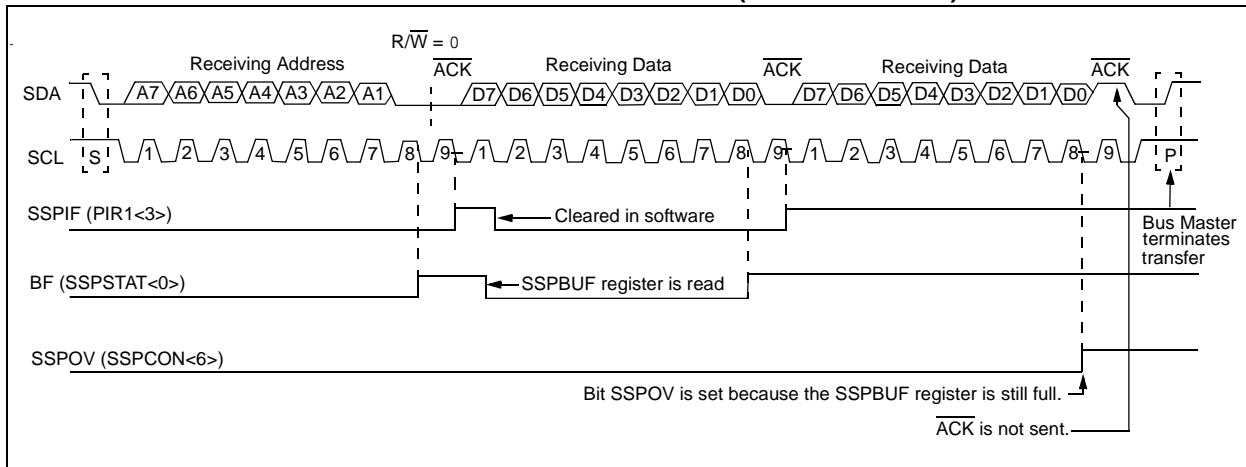 R/W = 0
Receiving Address
ACK
Receiving Data
ACK
Receiving Data
ACK
SDA
A7 A6 A5 A4 A3 A2 A1
D7 D6 D5 D4 D3 D2 D1 D0
D7 D6 D5 D4 D3 D2 D1 D0
SCL
S
1 2 3 4 5 6 7 8 9
1 2 3 4 5 6 7 8 9
1 2 3 4 5 6 7 8 9
P
SSPIF (PIR1<3>)
Cleared in software
Bus Master
terminates
transfer
BF (SSPSTAT<0>)
SSPBUF register is read
SSPOV (SSPCON<6>)
Bit SSPOV is set because the SSPBUF register is still full.
ACK is not sent.